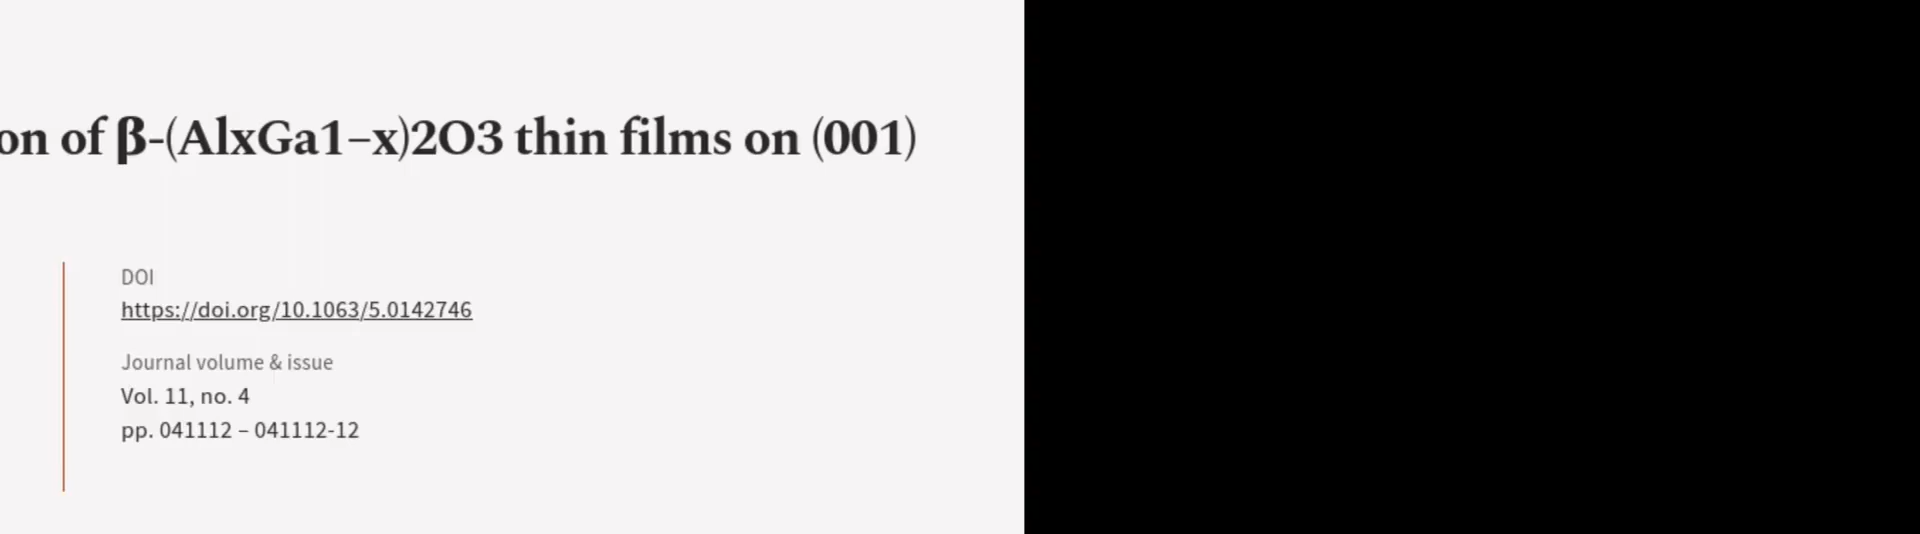 on of β-(AlxGa1−x)2O3 thin films on (001)
DOI
https://doi.org/10.1063/5.0142746
Journal volume & issue
Vol. 11, no. 4
pp. 041112 – 041112-12